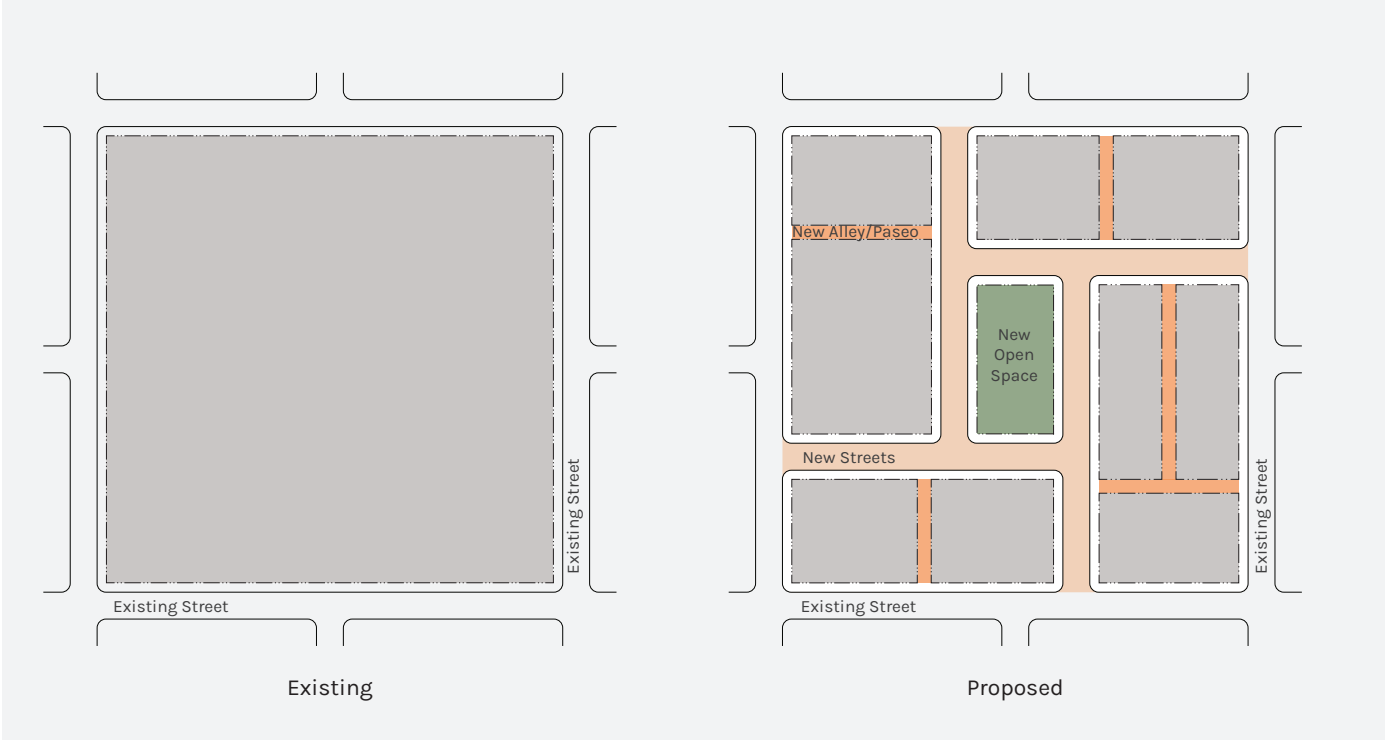 Existing Street
Existing Street
Existing
New Alley/Paseo
New
Open
Space
New Streets
Existing Street
Existing Street
Proposed